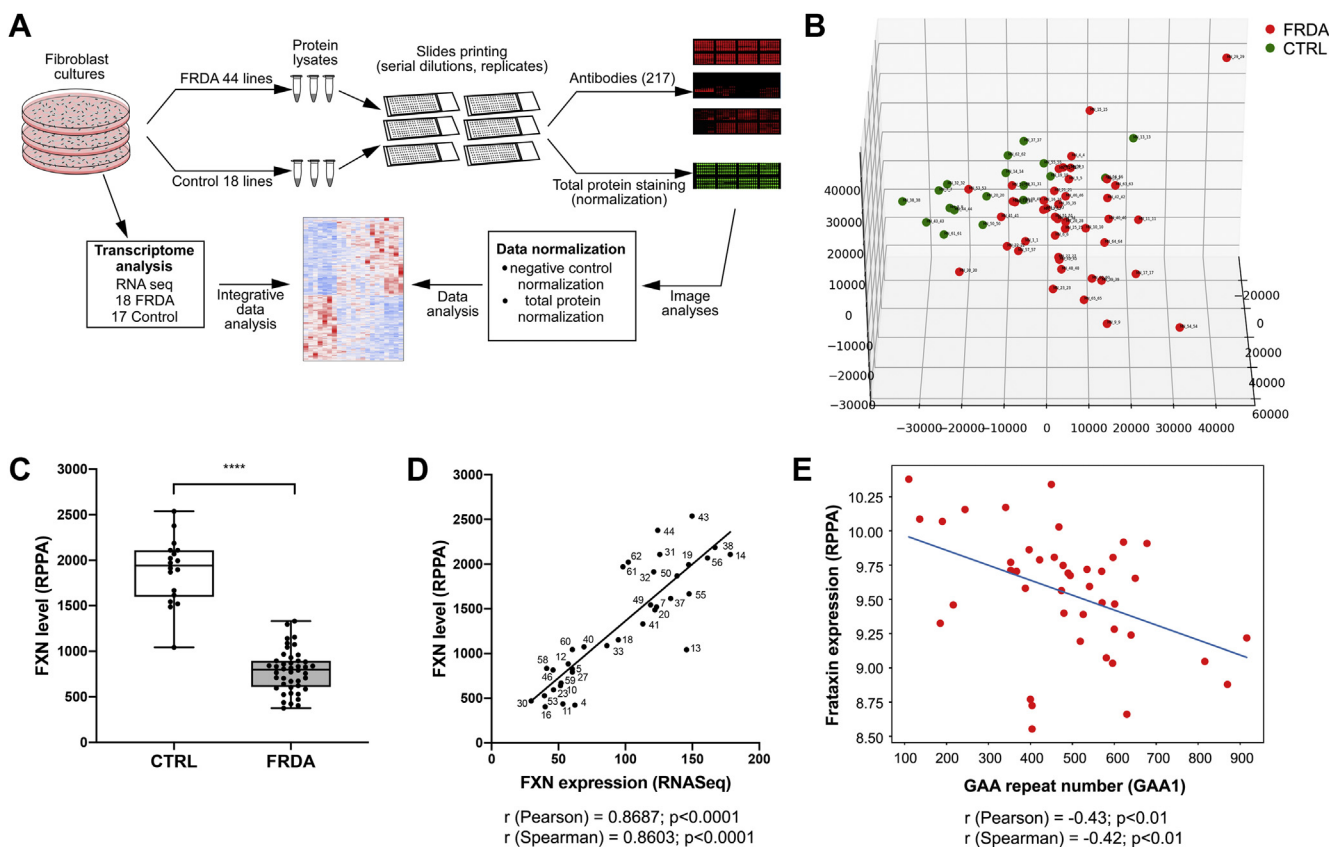 A
Fibroblast
cultures
FRDA 44 lines
Control 18 lines
Protein
lysates
Slides printing
(serial dilutions, replicates)
Antibodies (217)
Total protein staining
(normalization)
Transcriptome
analysis
RNA seq
18 FRDA
17 Control
Integrative
data
analysis
Data
analysis
Data normalization
• negative control
normalization
• total protein
normalization
Image
analyses
B
FRDA
CTRL
40000
30000
20000
10000
0
−10000
−20000
−30000
−30000
−20000
−10000
0
10000
20000
30000
40000
−20000
0
20000
40000
60000
C
FXN level (RPPA)
3000
2500
2000
1500
1000
500
0
****
CTRL
FRDA
D
FXN level (RPPA)
3000
2500
2000
1500
1000
500
0
43
44
38
14
31
19
62
61
32
50
56
55
49
7
37
20
41
60
40
18
33
13
12
58
5
46
27
59
10
23
53
30
16
11
4
0
50
100
150
200
FXN expression (RNASeq)
r (Pearson) = 0.8687; p<0.0001
r (Spearman) = 0.8603; p<0.0001
E
Frataxin expression (RPPA)
10.25
10.00
9.75
9.50
9.25
9.00
8.75
8.50
100
200
300
400
500
600
700
800
900
GAA repeat number (GAA1)
r (Pearson) = -0.43; p<0.01
r (Spearman) = -0.42; p<0.01